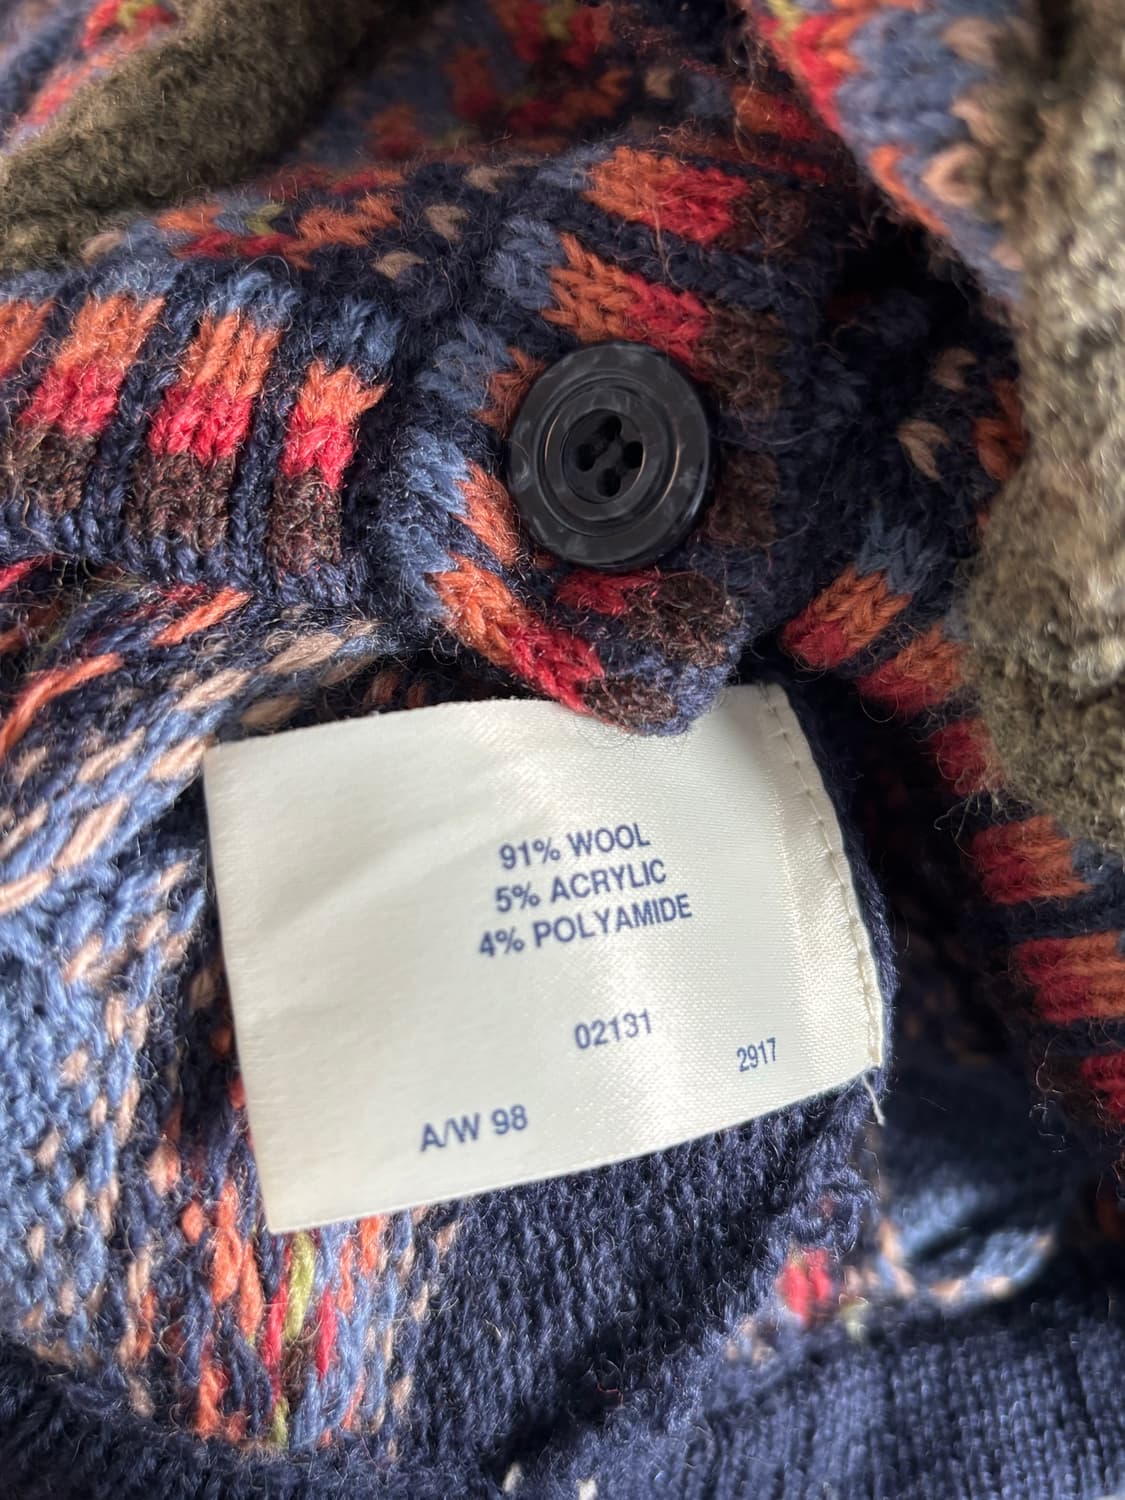 91% WOOL
5% ACRYLIC
4% POLYAMIDE
02131
2917
A/W 98